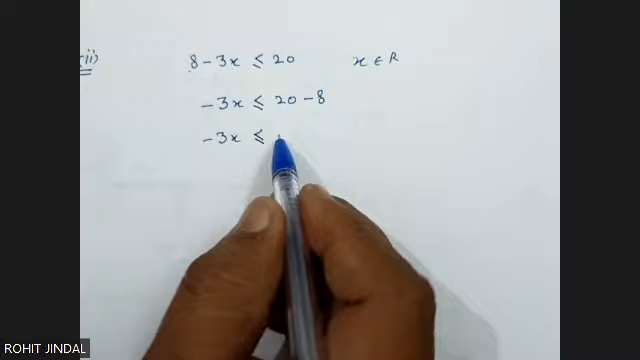 (ii) 8 - 3x ≤ 20 x ∈ R
- 3x ≤ 20 - 8
- 3x ≤
ROHIT JINDAL